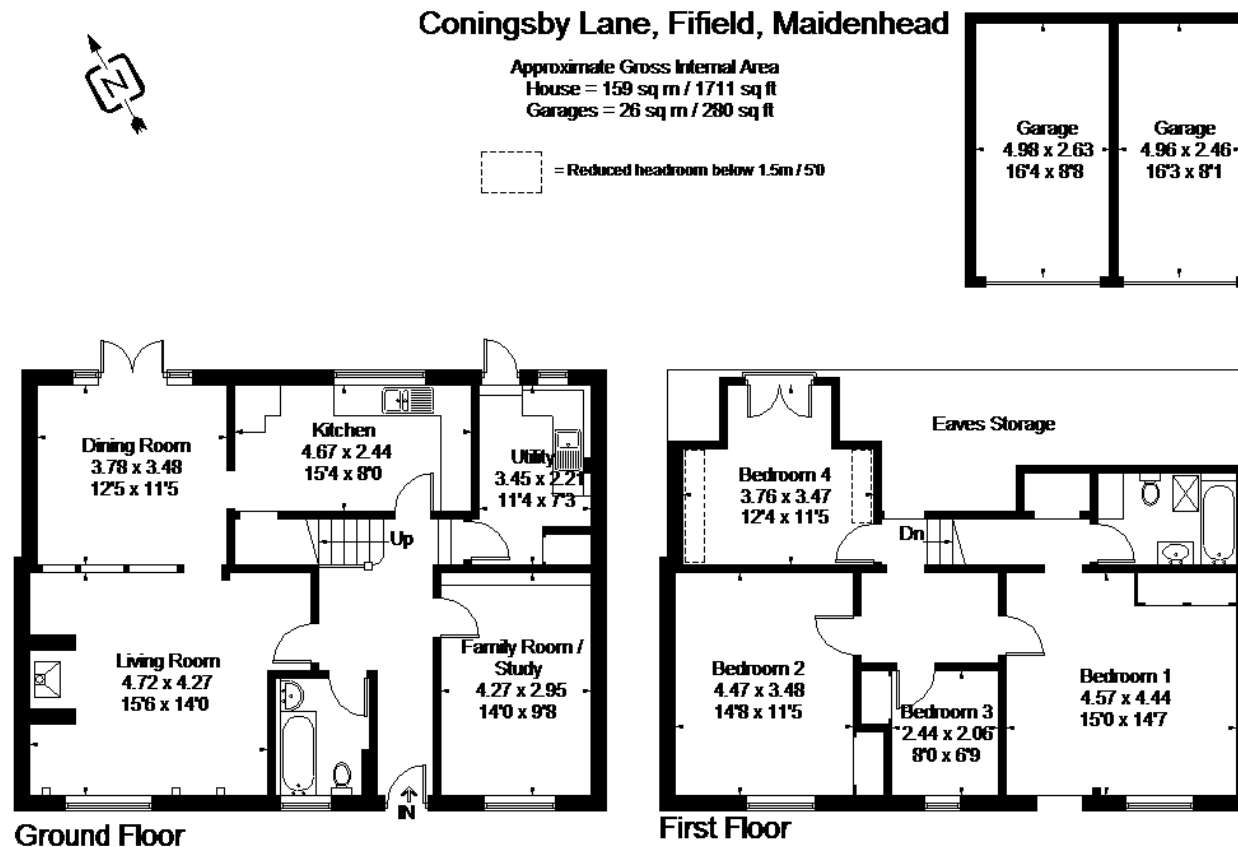 Coningsby Lane, Fifield, Maidenhead
Approximate Gross Internal Area
House = 159 sq m / 1711 sq ft
Garages = 26 sq m / 280 sq ft
= Reduced headroom below 1.5m / 5'0
N
Garage
4.98 x 2.63
16'4 x 8'8
Garage
4.96 x 2.46
16'3 x 8'1
Dining Room
3.78 x 3.48
12'5 x 11'5
Kitchen
4.67 x 2.44
15'4 x 8'0
Utility
3.45 x 2.21
11'4 x 7'3
Up
Living Room
4.72 x 4.27
15'6 x 14'0
Family Room /
Study
4.27 x 2.95
14'0 x 9'8
IN
Ground Floor
Eaves Storage
Bedroom 4
3.76 x 3.47
12'4 x 11'5
Dn
Bedroom 2
4.47 x 3.48
14'8 x 11'5
Bedroom 3
2.44 x 2.06
8'0 x 6'9
Bedroom 1
4.57 x 4.44
15'0 x 14'7
First Floor